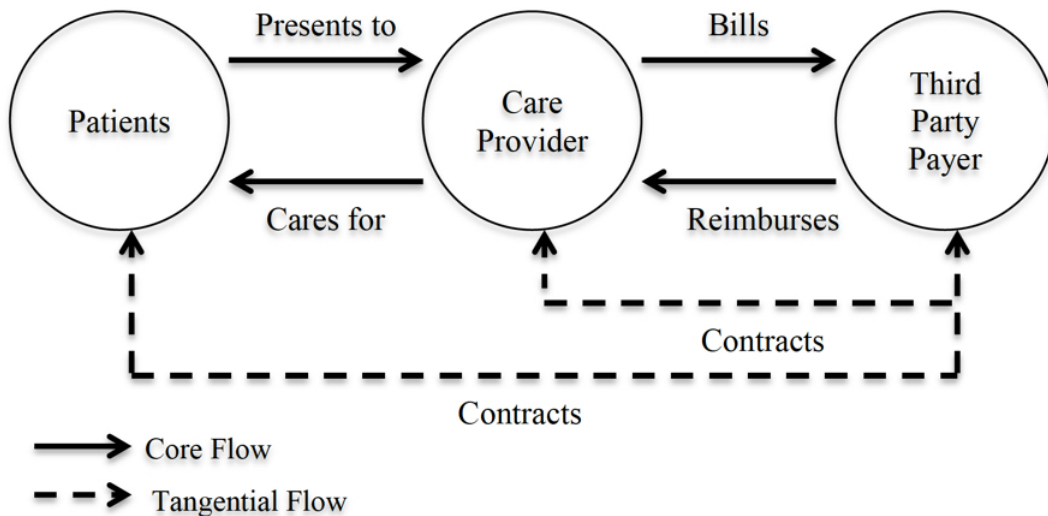 Presents to
Bills
Patients
Care
Provider
Third
Party
Payer
Cares for
Reimburses
Contracts
Contracts
Core Flow
Tangential Flow